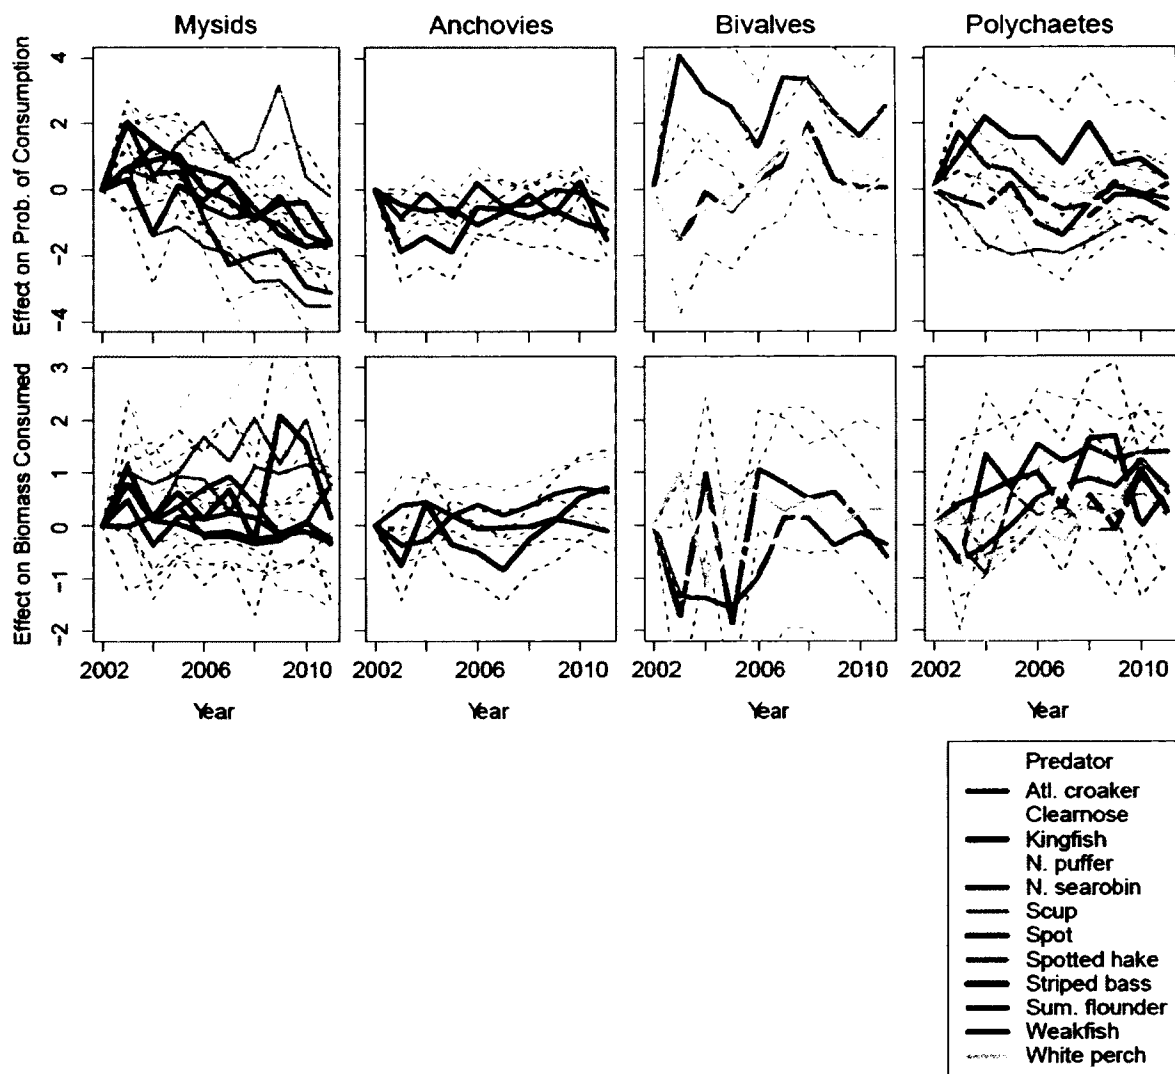 Mysids Anchovies Bivalves Polychaetes
Effect on Prob. of Consumption
4
2
0
−2
−4
Effect on Biomass Consumed
3
2
1
0
−1
−2
2002 2006 2010 2002 2006 2010 2002 2006 2010 2002 2006 2010
Year Year Year Year
Predator
Atl. croaker
Clearnose
Kingfish
N. puffer
N. searobin
Scup
Spot
Spotted hake
Striped bass
Sum. flounder
Weakfish
White perch